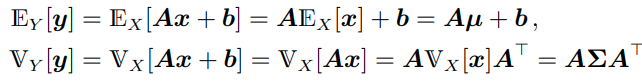 𝔼_Y[𝒚] = 𝔼_X[𝑨𝒙 + 𝒃] = 𝑨𝔼_X[𝒙] + 𝒃 = 𝑨𝝁 + 𝒃 ,
𝕍_Y[𝒚] = 𝕍_X[𝑨𝒙 + 𝒃] = 𝕍_X[𝑨𝒙] = 𝑨𝕍_X[𝒙]𝑨^⊤ = 𝑨𝚺𝑨^⊤